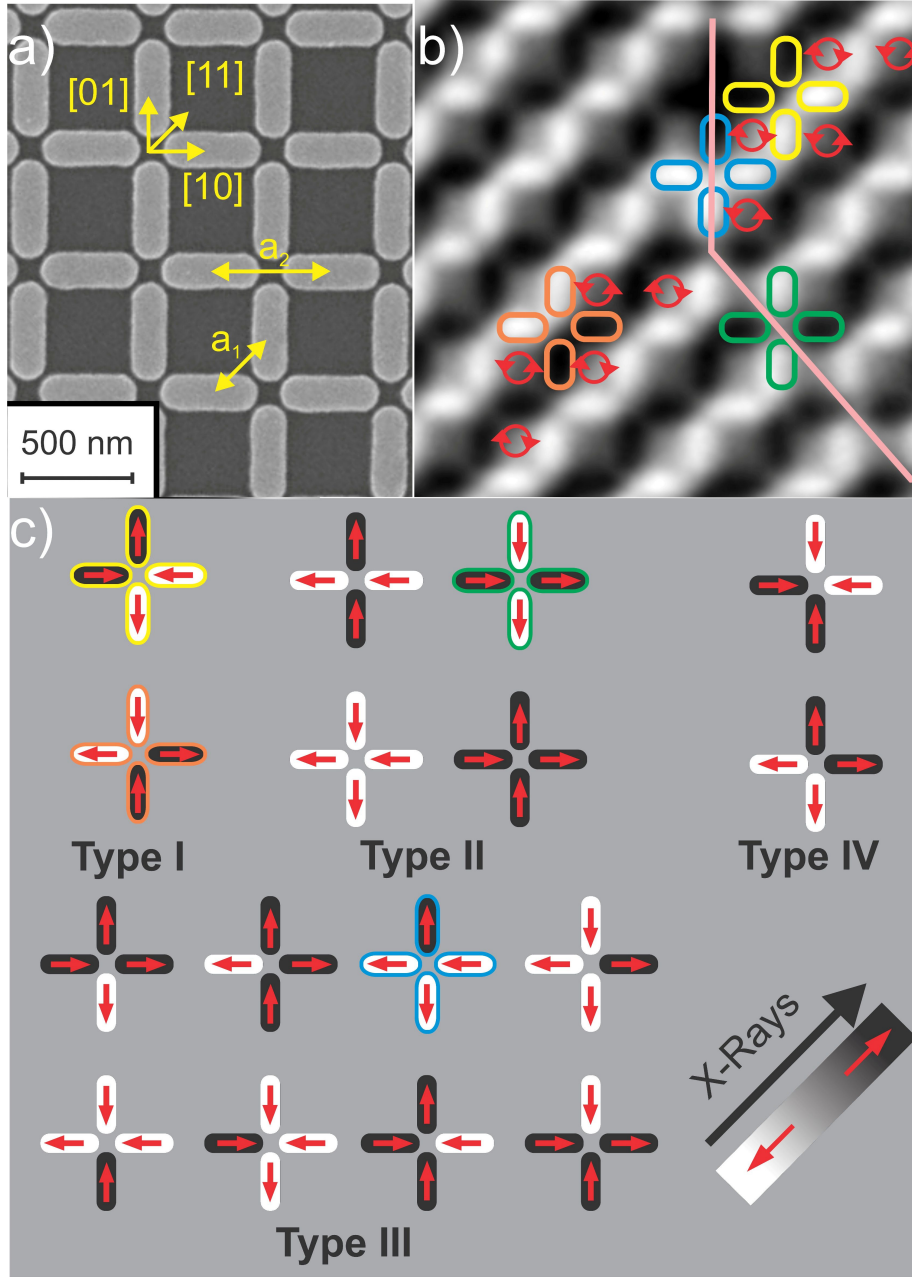 a)
[01]
[11]
[10]
a₂
a₁
500 nm
b)
c)
Type I
Type II
Type IV
X-Rays
Type III